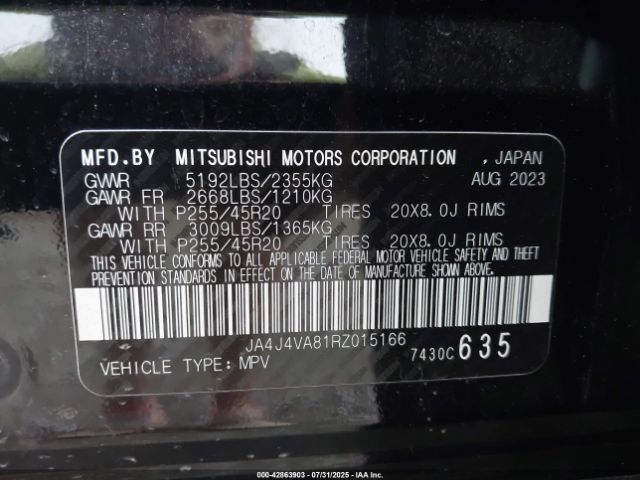 MFD.BY MITSUBISHI MOTORS CORPORATION , JAPAN
GVWR 5192LBS/2355KG AUG 2023
GAWR FR 2668LBS/1210KG
WITH P255/45R20 TIRES 20X8.0J RIMS
GAWR RR 3009LBS/1365KG
WITH P255/45R20 TIRES 20X8.0J RIMS
THIS VEHICLE CONFORMS TO ALL APPLICABLE FEDERAL MOTOR VEHICLE SAFETY AND THEFT
PREVENTION STANDARDS IN EFFECT ON THE DATE OF MANUFACTURE SHOWN ABOVE.
JA4J4VA81RZ015166
VEHICLE TYPE: MPV 7430C 635
000-42863903 - 07/31/2025 - IAA Inc.